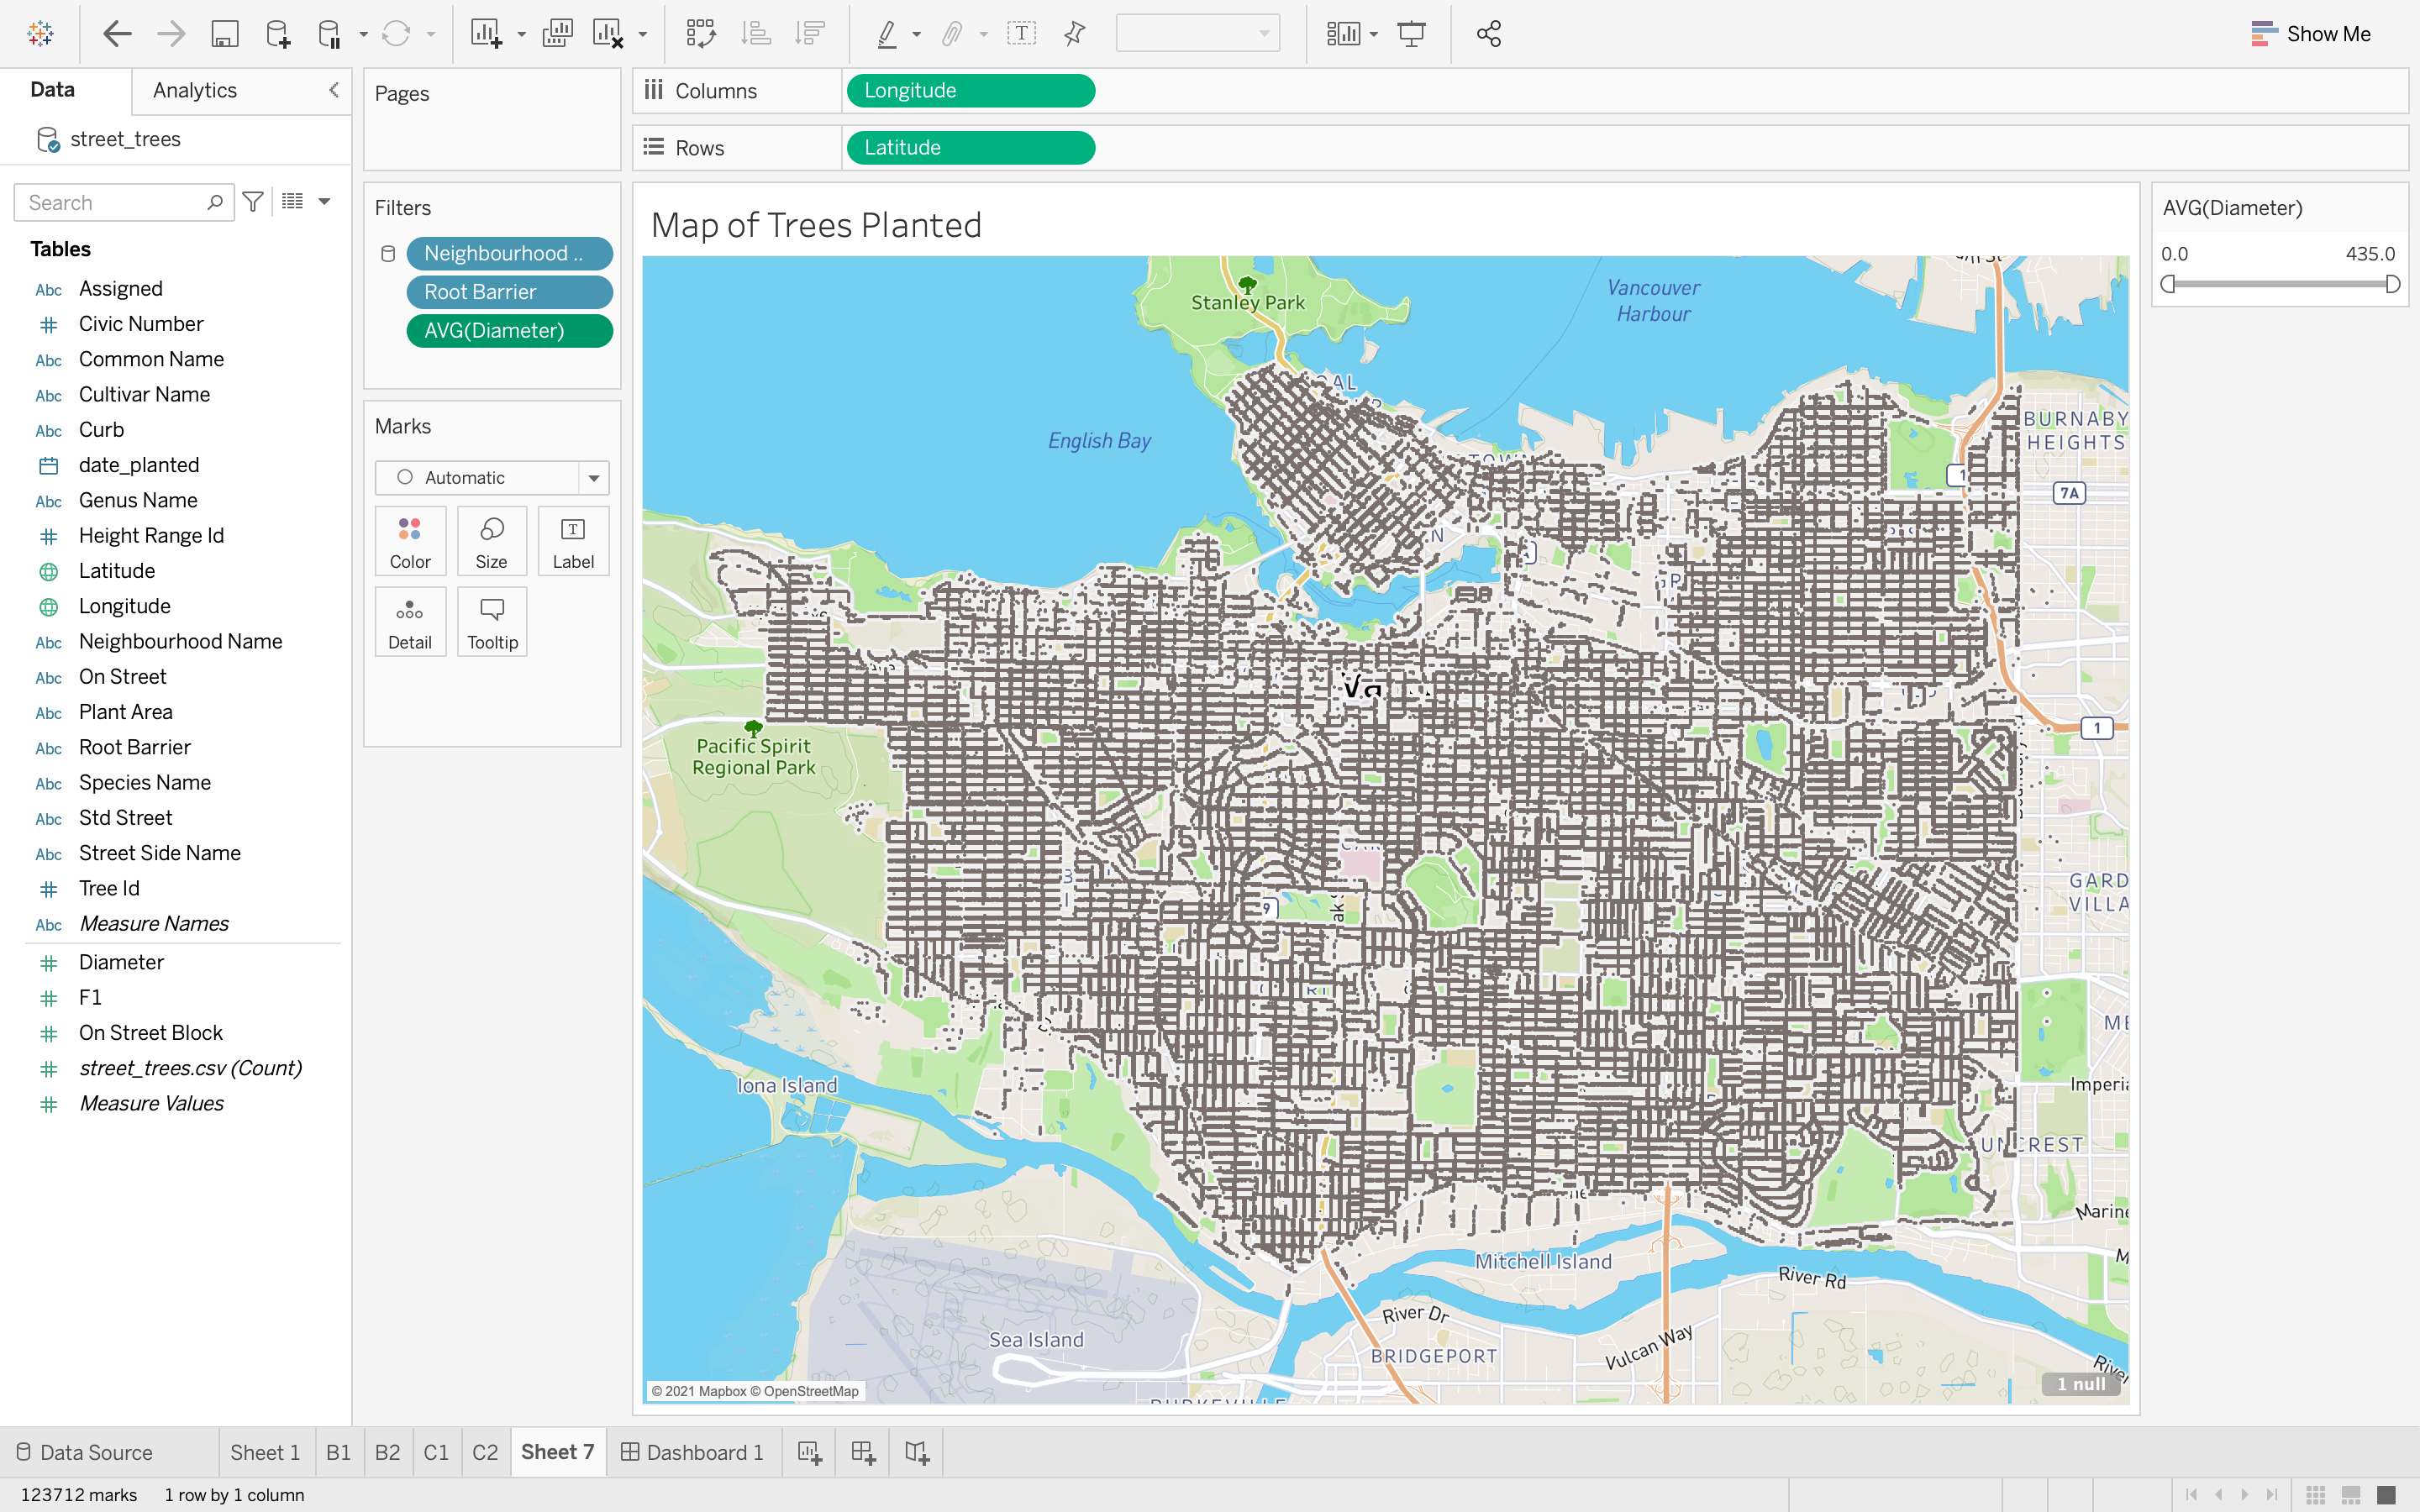 Show Me
Data
Analytics
street_trees
Search
Tables
Abc Assigned
Civic Number
Abc Common Name
Abc Cultivar Name
Abc Curb
date_planted
Abc Genus Name
Height Range Id
Latitude
Longitude
Abc Neighbourhood Name
Abc On Street
Abc Plant Area
Abc Root Barrier
Abc Species Name
Abc Std Street
Abc Street Side Name
Tree Id
Abc Measure Names
Diameter
F1
On Street Block
street_trees.csv (Count)
Measure Values
Pages
Filters
Neighbourhood ..
Root Barrier
AVG(Diameter)
Marks
Automatic
Color
Size
Label
Detail
Tooltip
Columns
Longitude
Rows
Latitude
Map of Trees Planted
Stanley Park
Vancouver
Harbour
English Bay
BURNABY
HEIGHTS
7A
1
1
Pacific Spirit
Regional Park
9
GARD
VILLA
Iona Island
Imperia
Marine
Mitchell Island
River Rd
River Dr
Sea Island
BRIDGEPORT
Vulcan Way
© 2021 Mapbox © OpenStreetMap
1 null
AVG(Diameter)
0.0
435.0
Data Source
Sheet 1
B1
B2
C1
C2
Sheet 7
Dashboard 1
123712 marks
1 row by 1 column